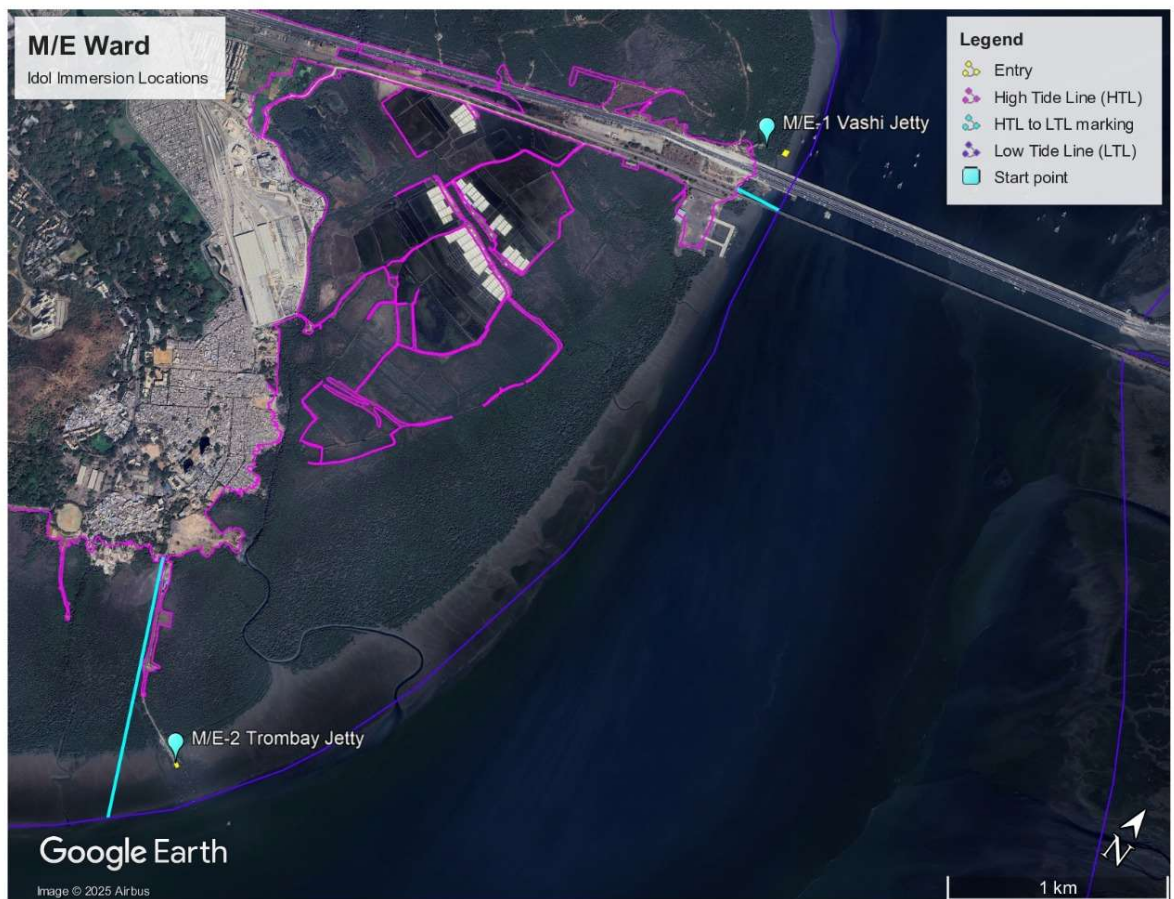 M/E Ward
Idol Immersion Locations
Legend
Entry
High Tide Line (HTL)
HTL to LTL marking
Low Tide Line (LTL)
Start point
M/E-1 Vashi Jetty
M/E-2 Trombay Jetty
Google Earth
Image © 2025 Airbus
N
1 km